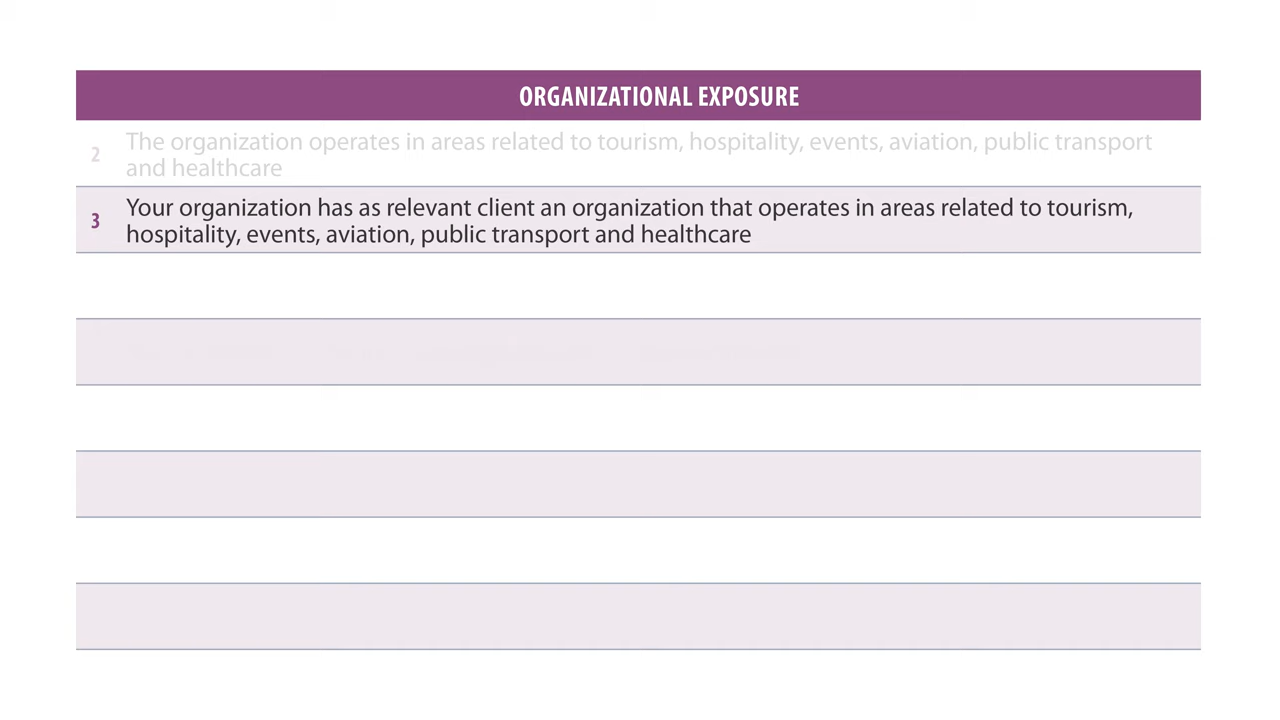 ORGANIZATIONAL EXPOSURE
2 The organization operates in areas related to tourism, hospitality, events, aviation, public transport
and healthcare
3 Your organization has as relevant client an organization that operates in areas related to tourism,
hospitality, events, aviation, public transport and healthcare